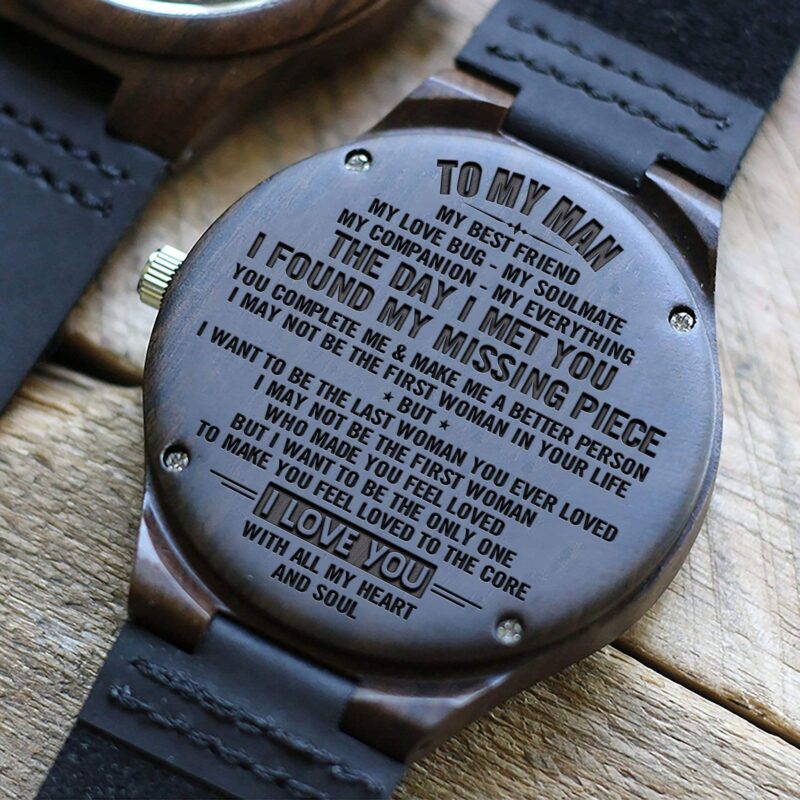 TO MY MAN
MY BEST FRIEND
MY LOVE BUG - MY SOULMATE
MY COMPANION - MY EVERYTHING
THE DAY I MET YOU
I FOUND MY MISSING PIECE
YOU COMPLETE ME & MAKE ME A BETTER PERSON
I MAY NOT BE THE FIRST WOMAN IN YOUR LIFE
* BUT *
I WANT TO BE THE LAST WOMAN YOU EVER LOVED
I MAY NOT BE THE FIRST WOMAN
WHO MADE YOU FEEL LOVED
BUT I WANT TO BE THE ONLY ONE
TO MAKE YOU FEEL LOVED TO THE CORE
I LOVE YOU
WITH ALL MY HEART
AND SOUL